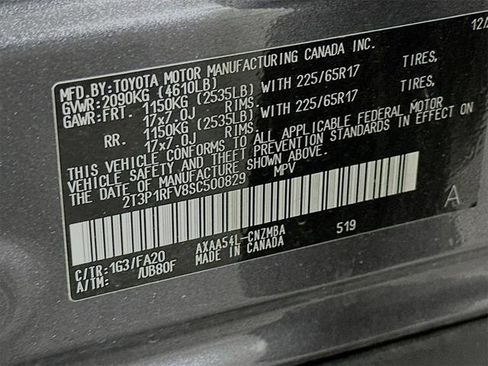 12/
MFD.BY:TOYOTA MOTOR MANUFACTURING CANADA INC.
GVWR:2090KG (4610LB)
GAWR:FRT. 1150KG (2535LB) WITH 225/65R17 TIRES,
17x7.0J RIMS,
RR. 1150KG (2535LB) WITH 225/65R17 TIRES,
17x7.0J RIMS,
THIS VEHICLE CONFORMS TO ALL APPLICABLE FEDERAL MOTOR
VEHICLE SAFETY AND THEFT PREVENTION STANDARDS IN
EFFECT ON THE DATE OF MANUFACTURE SHOWN ABOVE.
2T3P1RFV8SC500829 MPV
A
AXAA54L-CNZMBA 519
MADE IN CANADA
C/TR:1G3/FA20
A/TM: /UB80F